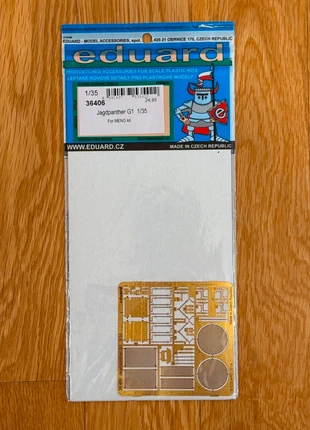 EDUARD - MODEL ACCESSORIES, spol. 435 21 OBRNICE 170, CZECH REPUBLIC
eduard
PHOTO-ETCHED ACCESSORIES FOR SCALE PLASTIC KITS
LEPTANÉ KOVOVÉ DETAILY PRO PLASTIKOVÉ MODELY
1/35
36406
24.95
Jagdpanther G1 1/35
For MENG kit
WWW.EDUARD.CZ
MADE IN CZECH REPUBLIC